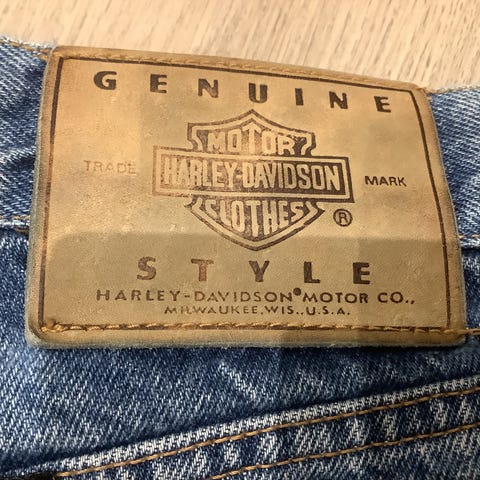 GENUINE
MOTOR
TRADE HARLEY-DAVIDSON MARK
CLOTHES ®
STYLE
HARLEY-DAVIDSON® MOTOR CO.,
MILWAUKEE, WIS., U.S.A.